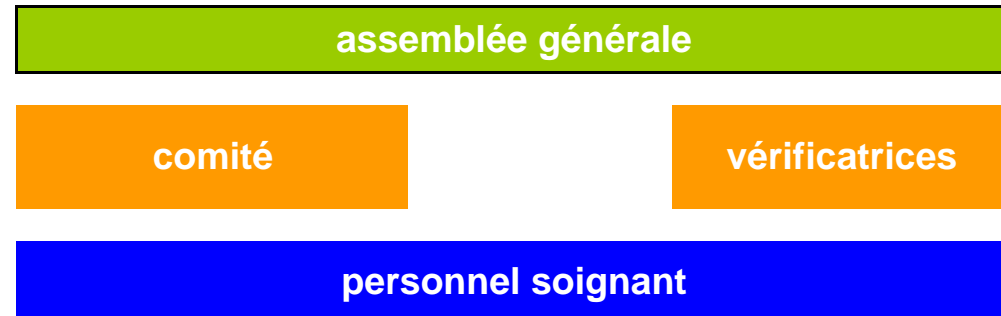 assemblée générale
comité
vérificatrices
personnel soignant